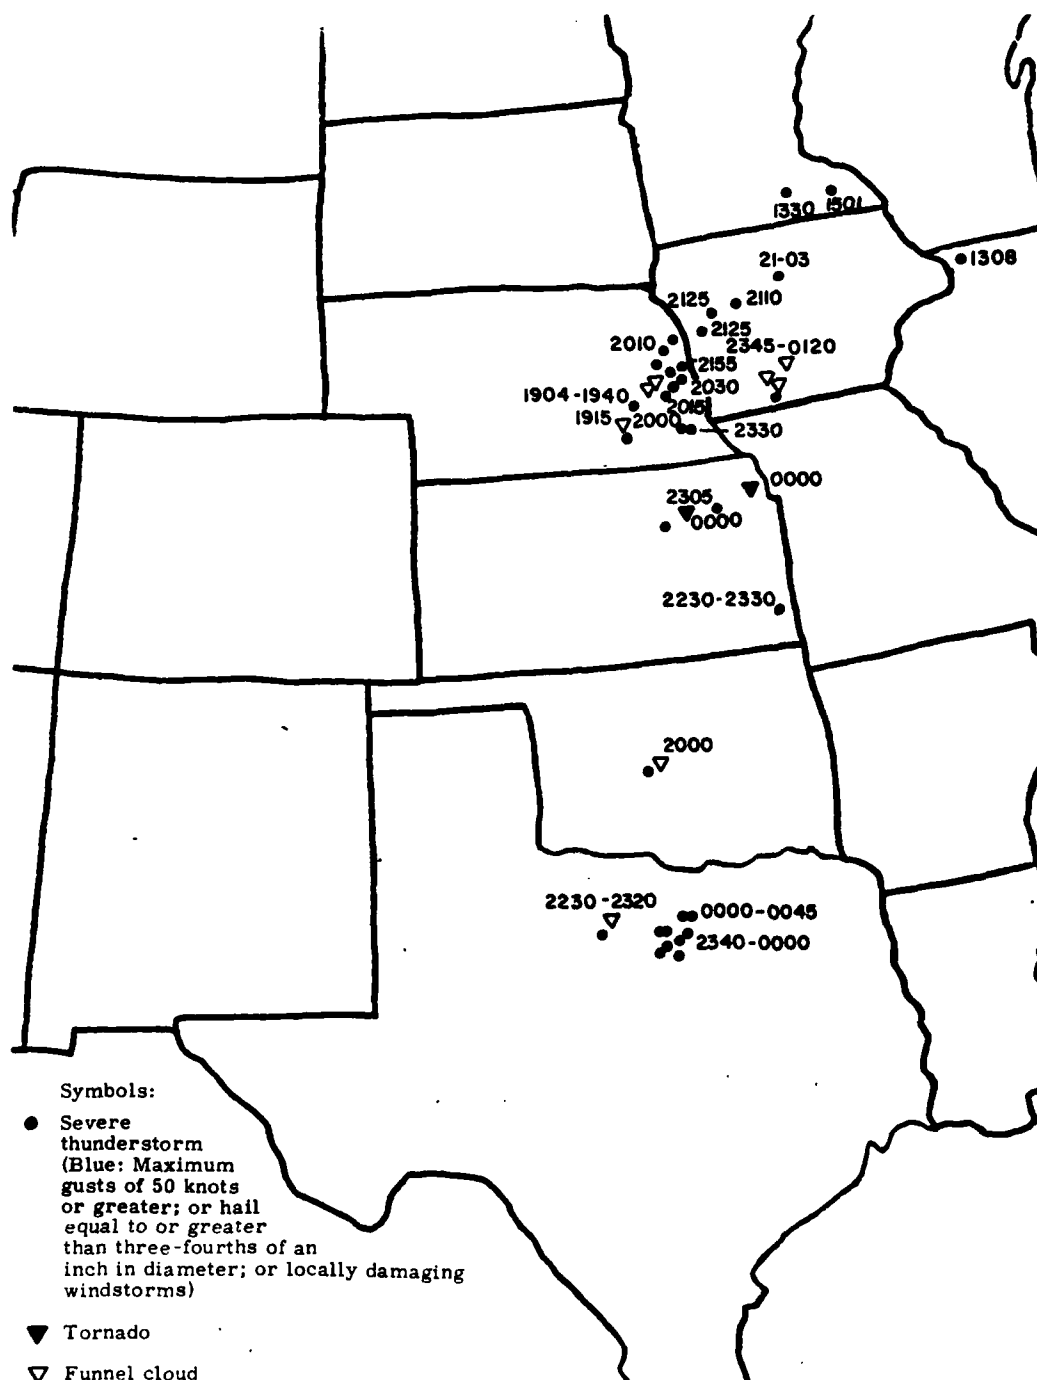 1330 1501
1308
21-03
2125 2110
2125
2010 2345-0120
2155
1904-1940 2030
2015
1915 2000
2330
0000
2305
0000
2230-2330
2000
2230-2320 0000-0045
2340-0000
Symbols:
Severe
thunderstorm
(Blue: Maximum
gusts of 50 knots
or greater; or hail
equal to or greater
than three-fourths of an
inch in diameter; or locally damaging
windstorms)
Tornado
Funnel cloud